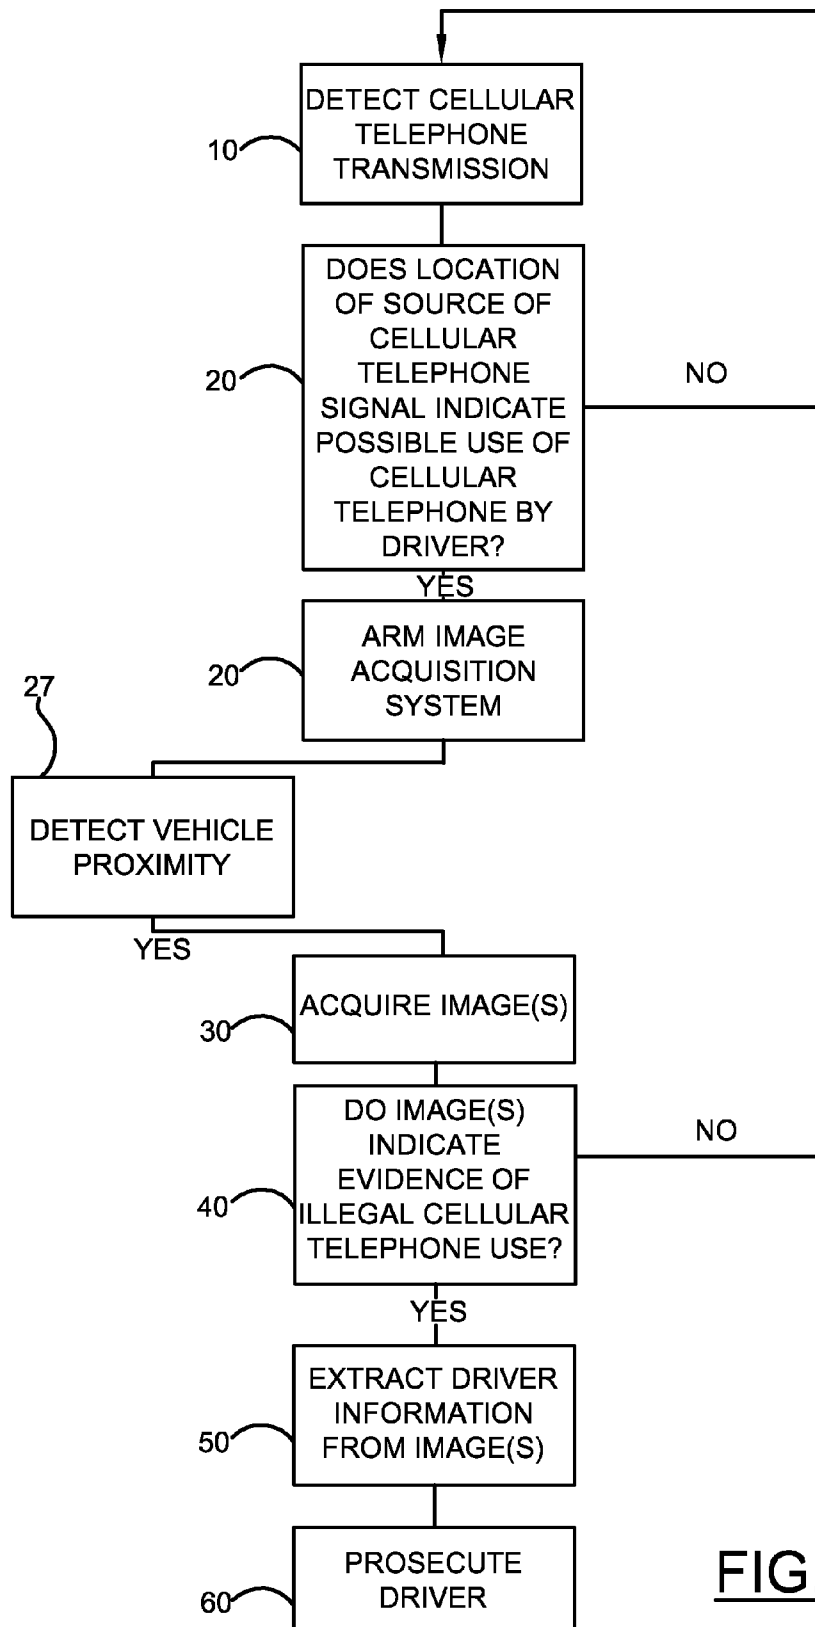 DETECT CELLULAR
TELEPHONE
TRANSMISSION
10
DOES LOCATION
OF SOURCE OF
CELLULAR
TELEPHONE
SIGNAL INDICATE
POSSIBLE USE OF
CELLULAR
TELEPHONE BY
DRIVER?
20
NO
YES
ARM IMAGE
ACQUISITION
SYSTEM
20
27
DETECT VEHICLE
PROXIMITY
YES
ACQUIRE IMAGE(S)
30
DO IMAGE(S)
INDICATE
EVIDENCE OF
ILLEGAL CELLULAR
TELEPHONE USE?
40
NO
YES
EXTRACT DRIVER
INFORMATION
FROM IMAGE(S)
50
PROSECUTE
DRIVER
60
FIG